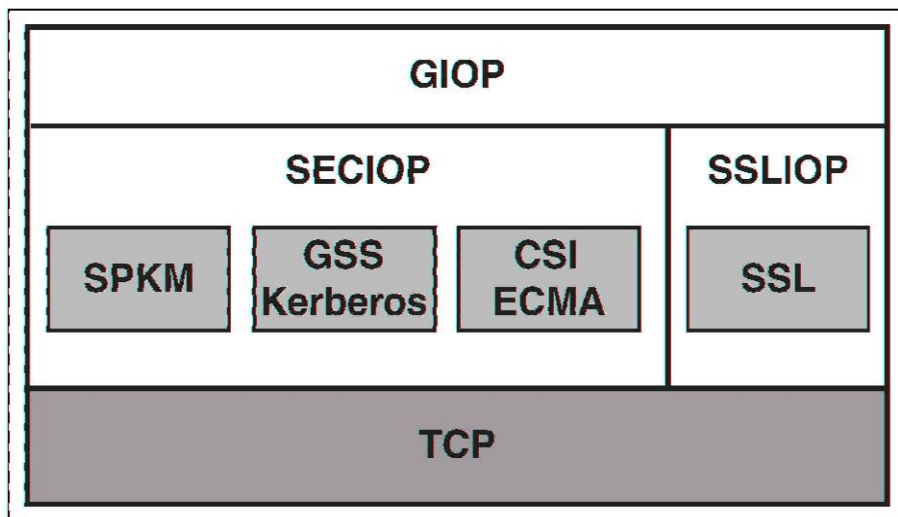 GIOP
SECIOP
SSLIOP
SPKM
GSS
Kerberos
CSI
ECMA
SSL
TCP